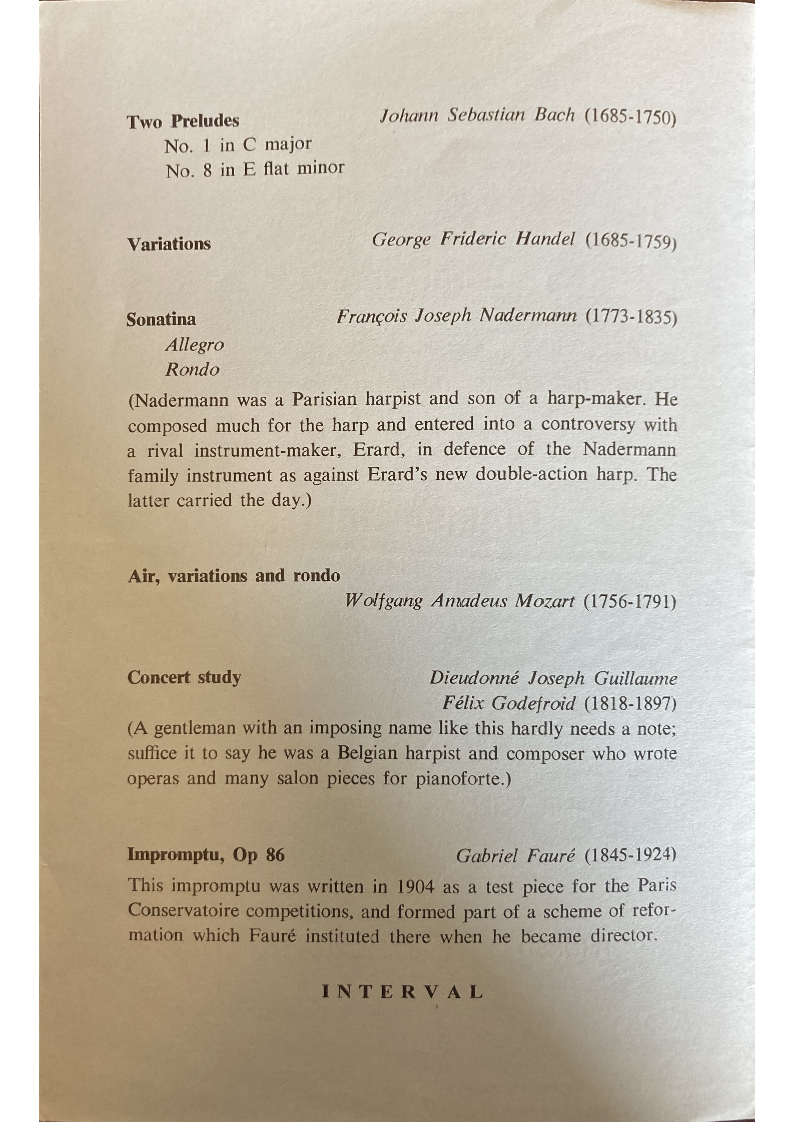 Two Preludes Johann Sebastian Bach (1685-1750)
No. 1 in C major
No. 8 in E flat minor
Variations George Frideric Handel (1685-1759)
Sonatina François Joseph Nadermann (1773-1835)
Allegro
Rondo
(Nadermann was a Parisian harpist and son of a harp-maker. He
composed much for the harp and entered into a controversy with
a rival instrument-maker, Erard, in defence of the Nadermann
family instrument as against Erard's new double-action harp. The
latter carried the day.)
Air, variations and rondo
Wolfgang Amadeus Mozart (1756-1791)
Concert study Dieudonné Joseph Guillaume
Félix Godefroid (1818-1897)
(A gentleman with an imposing name like this hardly needs a note;
suffice it to say he was a Belgian harpist and composer who wrote
operas and many salon pieces for pianoforte.)
Impromptu, Op 86 Gabriel Fauré (1845-1924)
This impromptu was written in 1904 as a test piece for the Paris
Conservatoire competitions, and formed part of a scheme of refor-
mation which Fauré instituted there when he became director.
INTERVAL